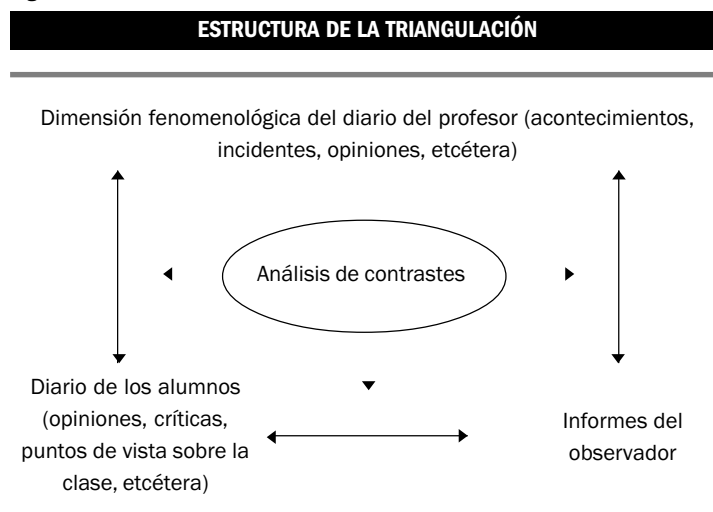 ESTRUCTURA DE LA TRIANGULACIÓN
Dimensión fenomenológica del diario del profesor (acontecimientos,
incidentes, opiniones, etcétera)
Análisis de contrastes
Diario de los alumnos
(opiniones, críticas,
puntos de vista sobre la
clase, etcétera)
Informes del
observador